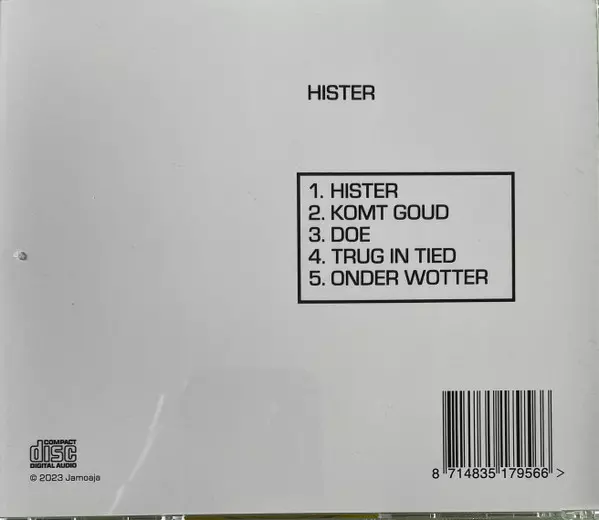 HISTER
1. HISTER
2. KOMT GOUD
3. DOE
4. TRUG IN TIED
5. ONDER WOTTER
COMPACT
disc
DIGITAL AUDIO
© 2023 Jamoaja
8 714835 179566 >